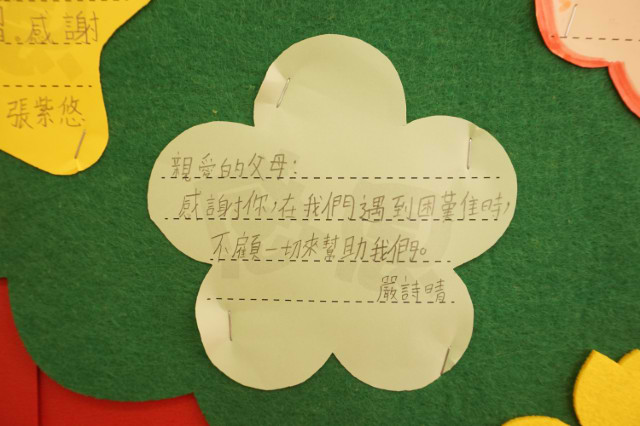 感謝
張紫悠
親愛的父母：
感謝你，在我們遇到困難時，
不顧一切來幫助我們。
嚴詩晴